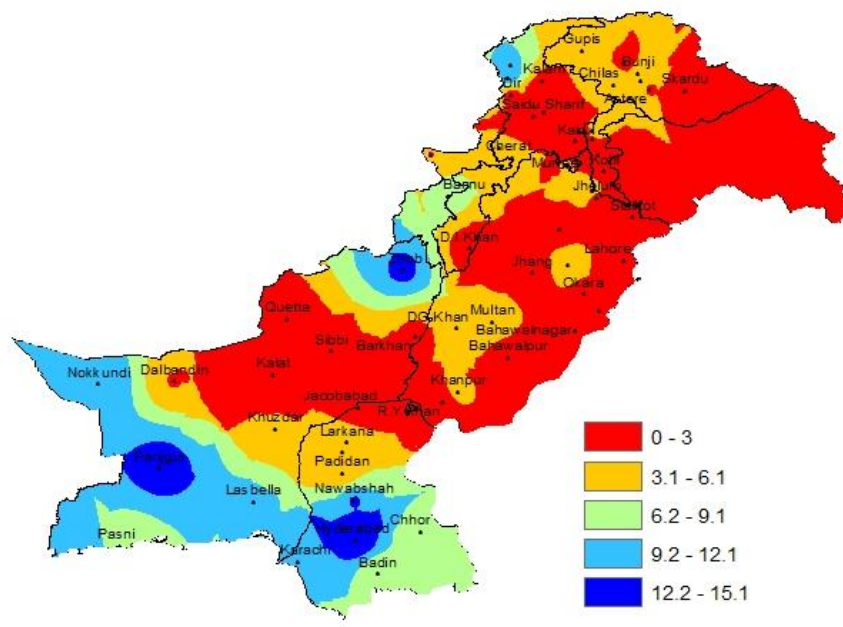 Gupis
Bunji
Kalam
Chilas
Skardu
Dir
Astore
Saidu Sharif
Kakul
Cherat
Kotli
Bannu
Jhelum
Sialkot
D.I.Khan
Lahore
Jhang
Okara
Quetta
Multan
DG.Khan
Bahawalnagar
Sibbi
Barkhan
Bahawalpur
Nokkundi
Dalbandin
Kalat
Khanpur
Jacobabad
Khuzdar
Larkana
Padidan
Lasbella
Nawabshah
Chhor
Pasni
Hyderabad
Karachi
Badin
0 - 3
3.1 - 6.1
6.2 - 9.1
9.2 - 12.1
12.2 - 15.1